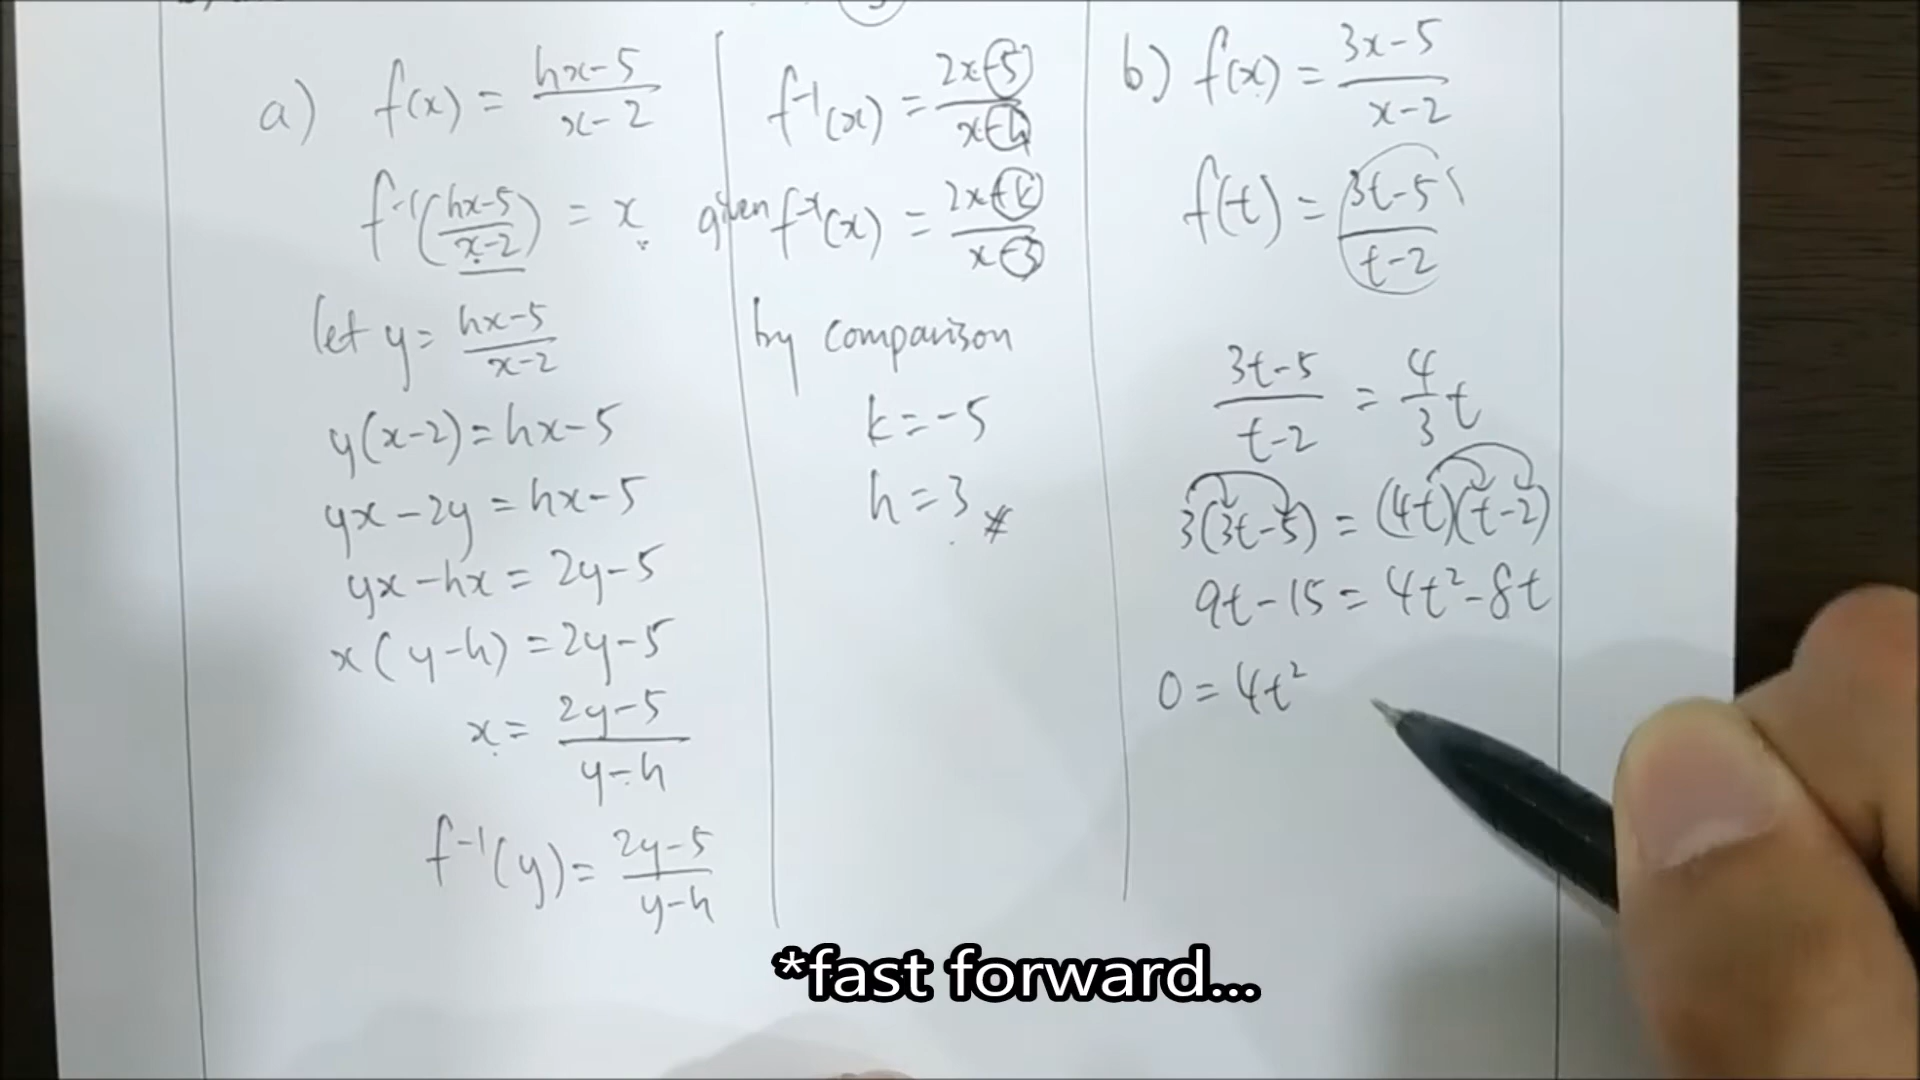 a) f(x) = hx-5 / x-2
f⁻¹(hx-5 / x-2) = x
let y = hx-5 / x-2
y(x-2) = hx-5
yx-2y = hx-5
yx-hx = 2y-5
x(y-h) = 2y-5
x = 2y-5 / y-h
f⁻¹(y) = 2y-5 / y-h
f⁻¹(x) = 2x-5 / x-h
given f⁻¹(x) = 2x+k / x-3
by comparison
k = -5
h = 3
b) f(x) = 3x-5 / x-2
f(t) = 3t-5 / t-2
3t-5 / t-2 = 4/3 t
3(3t-5) = (4t)(t-2)
9t-15 = 4t²-8t
0 = 4t²
*fast forward...